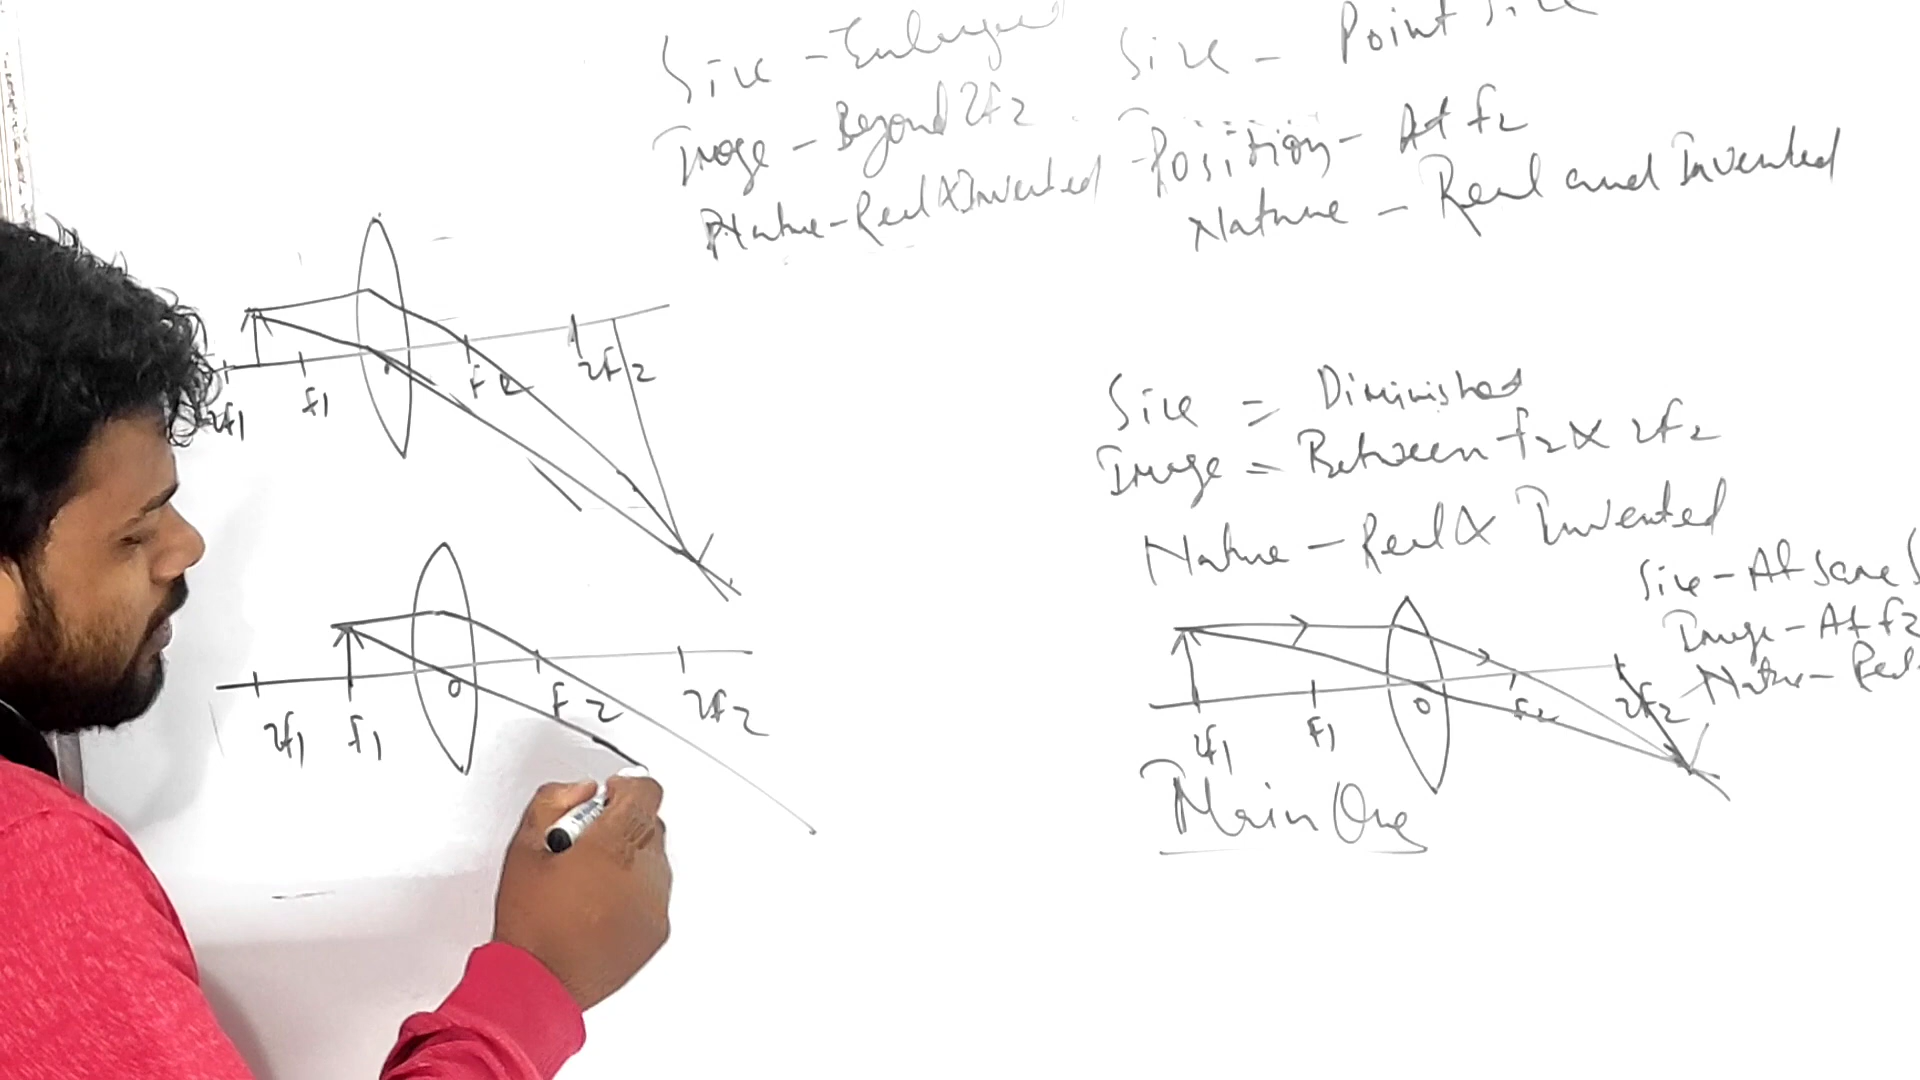 Size - Enlarged
Image - Beyond 2f2
Nature - Real & Inverted
Size - Point Size
Position - At f2
Nature - Real and Inverted
2f1 f1 f2 2f2
Size = Diminished
Image = Between f2 & 2f2
Nature - Real & Inverted
Size - At Same S
Image - At f2
Nature - Real
2f1 f1 O f2 2f2
2f1 f1 O f2 2f2
Main One